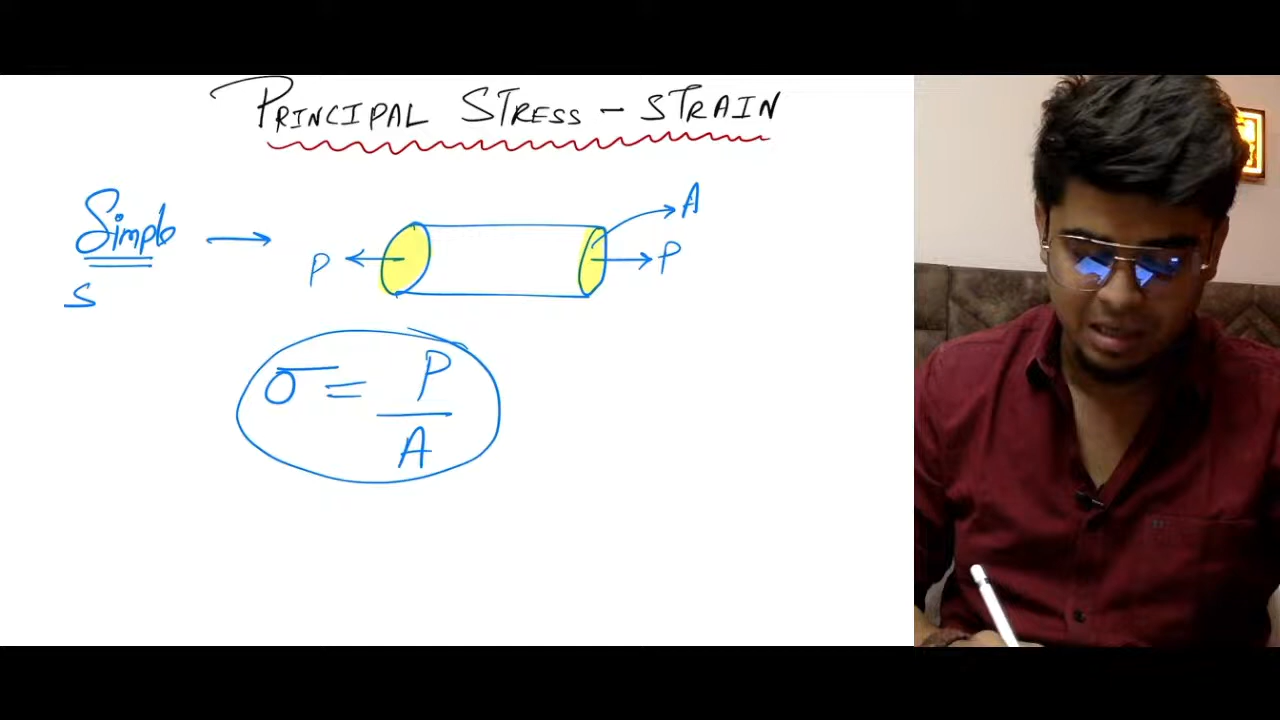 PRINCIPAL STRESS - STRAIN
Simple →
S
P
A
P
σ = P
A